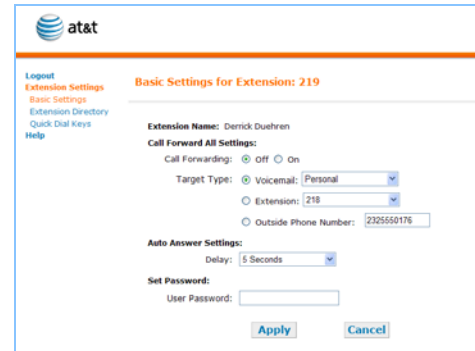 at&t
Logout
Extension Settings
Basic Settings
Extension Directory
Quick Dial Keys
Help
Basic Settings for Extension: 219
Extension Name: Derrick Duehren
Call Forward All Settings:
Call Forwarding: Off On
Target Type: Voicemail: Personal
Extension: 218
Outside Phone Number: 2325550176
Auto Answer Settings:
Delay: 5 Seconds
Set Password:
User Password:
Apply Cancel